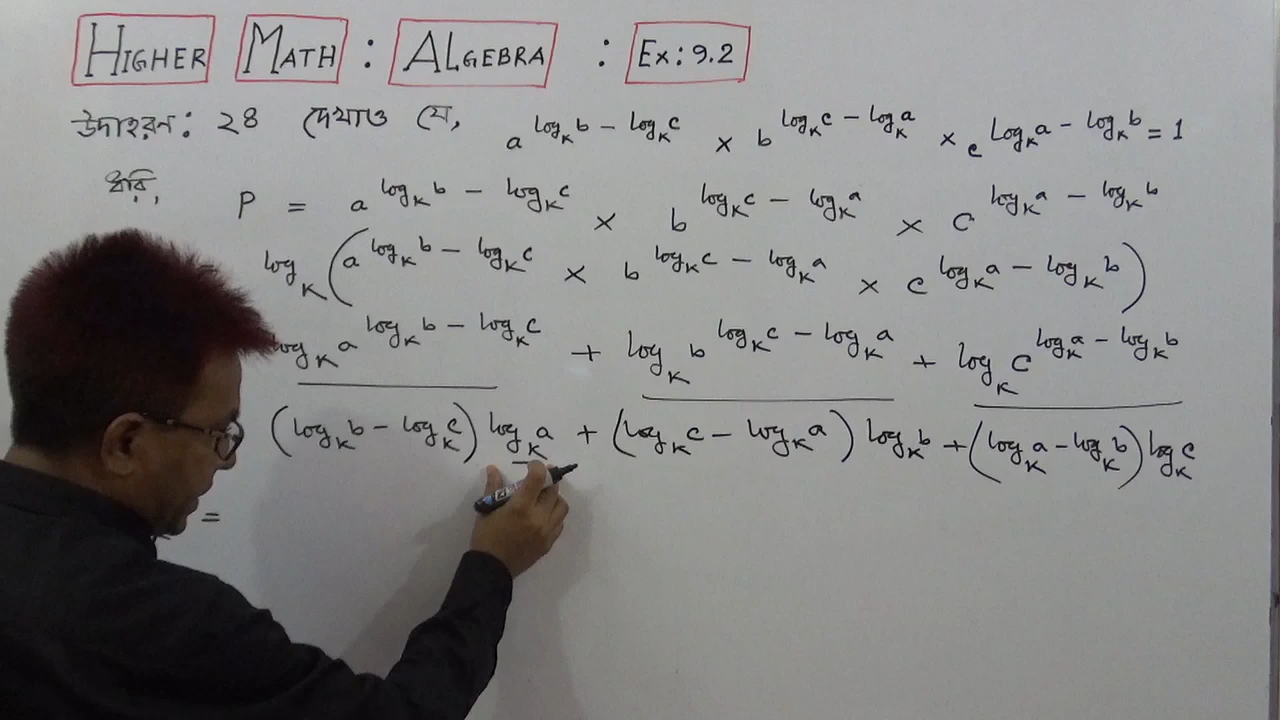 HIGHER MATH : ALGEBRA : EX: 9.2
উদাহরন: ২৪ দেখাও যে, a^{log_K b − log_K c} × b^{log_K c − log_K a} × c^{log_K a − log_K b} = 1
ধরি, P = a^{log_K b − log_K c} × b^{log_K c − log_K a} × c^{log_K a − log_K b}
log_K (a^{log_K b − log_K c} × b^{log_K c − log_K a} × c^{log_K a − log_K b})
log_K a^{log_K b − log_K c} + log_K b^{log_K c − log_K a} + log_K c^{log_K a − log_K b}
(log_K b − log_K c) log_K a + (log_K c − log_K a) log_K b + (log_K a − log_K b) log_K c
=